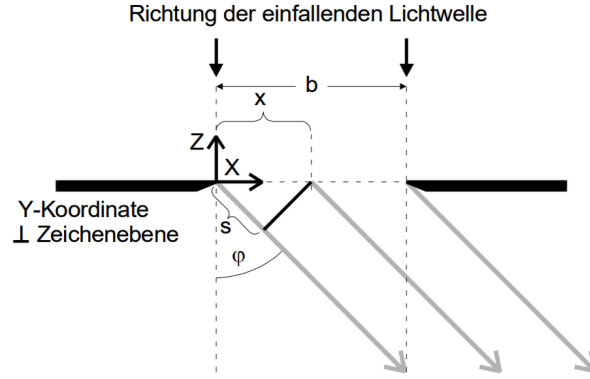 Richtung der einfallenden Lichtwelle
b
x
Z
X
Y-Koordinate
⊥ Zeichenebene
s
φ